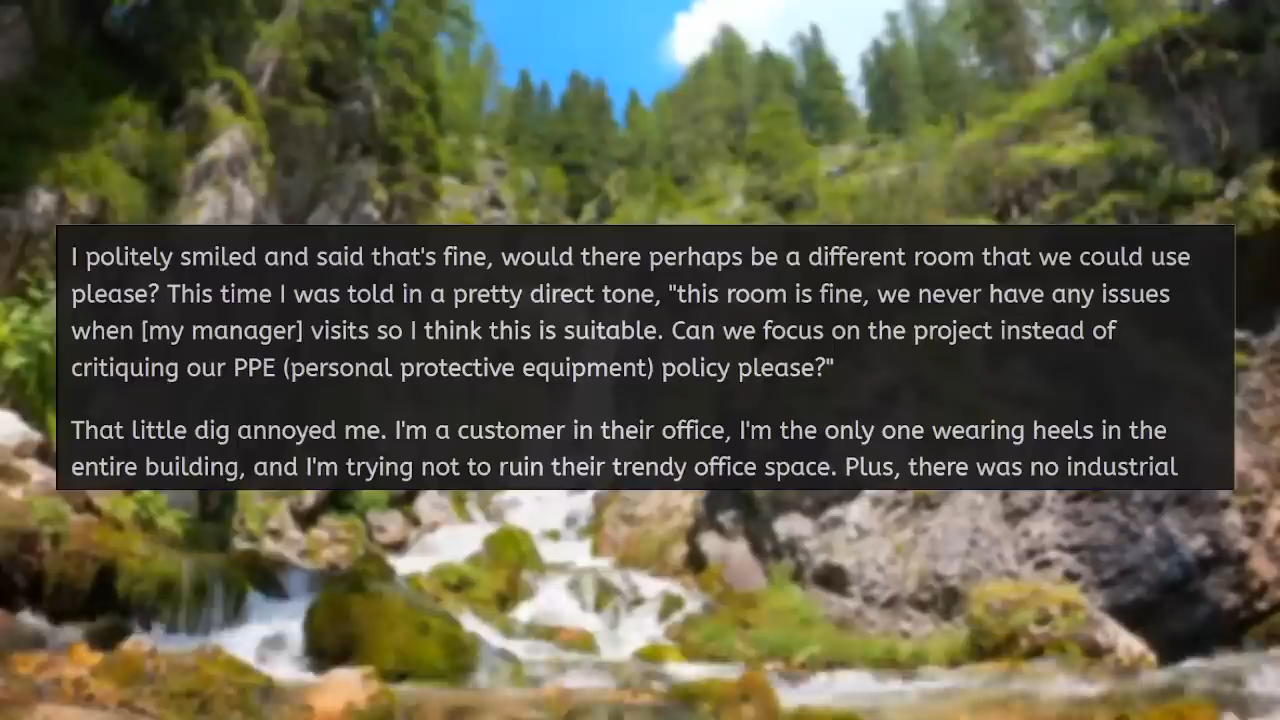 I politely smiled and said that's fine, would there perhaps be a different room that we could use
please? This time I was told in a pretty direct tone, "this room is fine, we never have any issues
when [my manager] visits so I think this is suitable. Can we focus on the project instead of
critiquing our PPE (personal protective equipment) policy please?"
That little dig annoyed me. I'm a customer in their office, I'm the only one wearing heels in the
entire building, and I'm trying not to ruin their trendy office space. Plus, there was no industrial